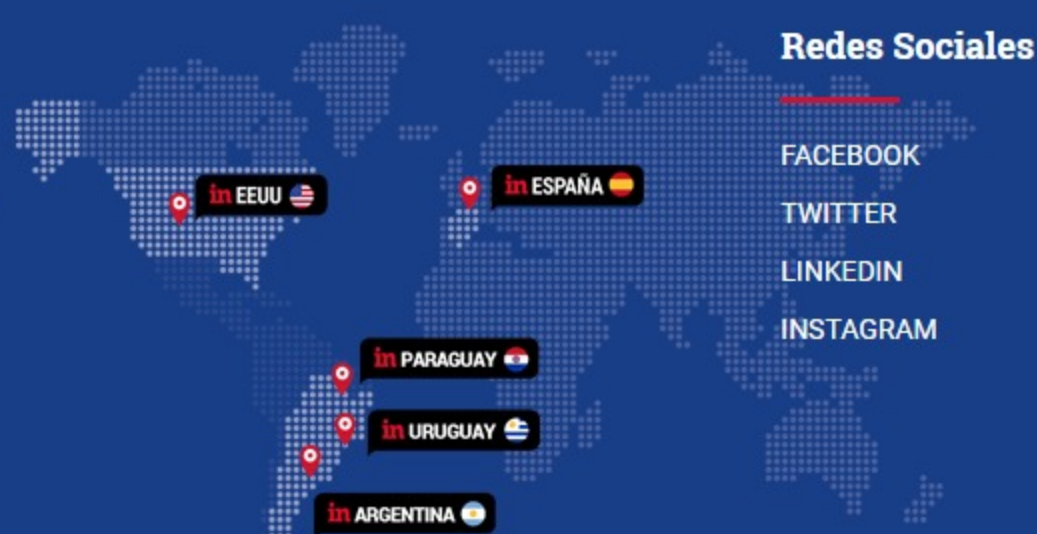 Redes Sociales
FACEBOOK
TWITTER
LINKEDIN
INSTAGRAM
in EEUU
in ESPAÑA
in PARAGUAY
in URUGUAY
in ARGENTINA